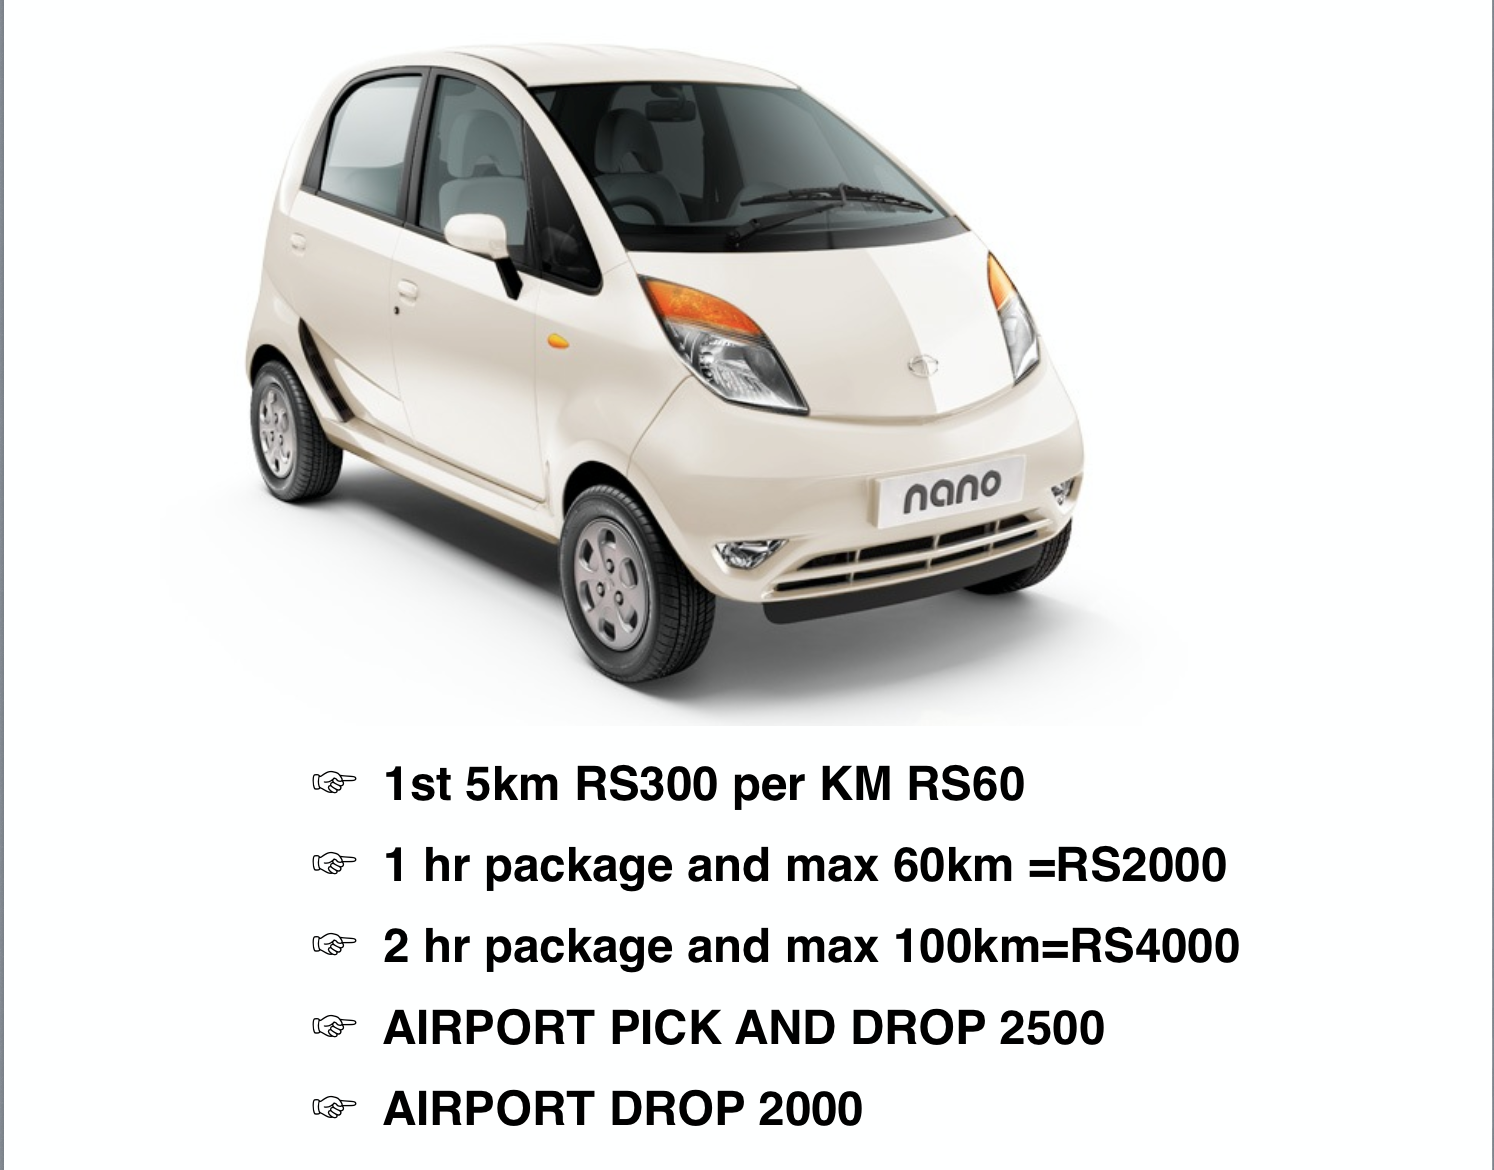 nano
☞ 1st 5km RS300 per KM RS60
☞ 1 hr package and max 60km =RS2000
☞ 2 hr package and max 100km=RS4000
☞ AIRPORT PICK AND DROP 2500
☞ AIRPORT DROP 2000